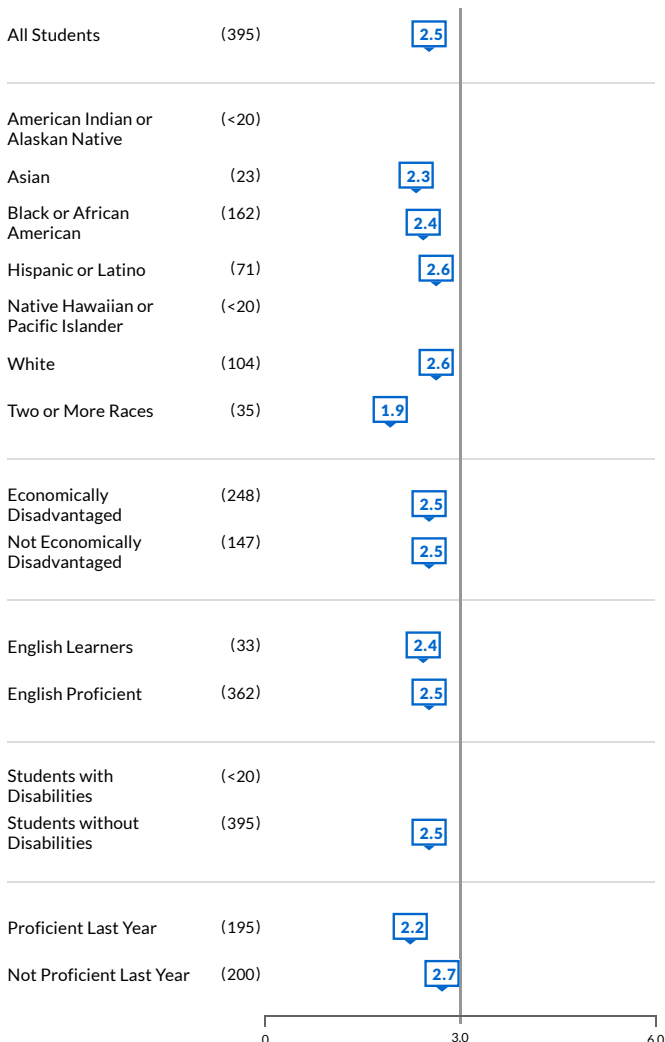 All Students (395) 2.5
American Indian or (<20)
Alaskan Native
Asian (23) 2.3
Black or African (162) 2.4
American
Hispanic or Latino (71) 2.6
Native Hawaiian or (<20)
Pacific Islander
White (104) 2.6
Two or More Races (35) 1.9
Economically (248) 2.5
Disadvantaged
Not Economically (147) 2.5
Disadvantaged
English Learners (33) 2.4
English Proficient (362) 2.5
Students with (<20)
Disabilities
Students without (395) 2.5
Disabilities
Proficient Last Year (195) 2.2
Not Proficient Last Year (200) 2.7
0 3.0 6.0